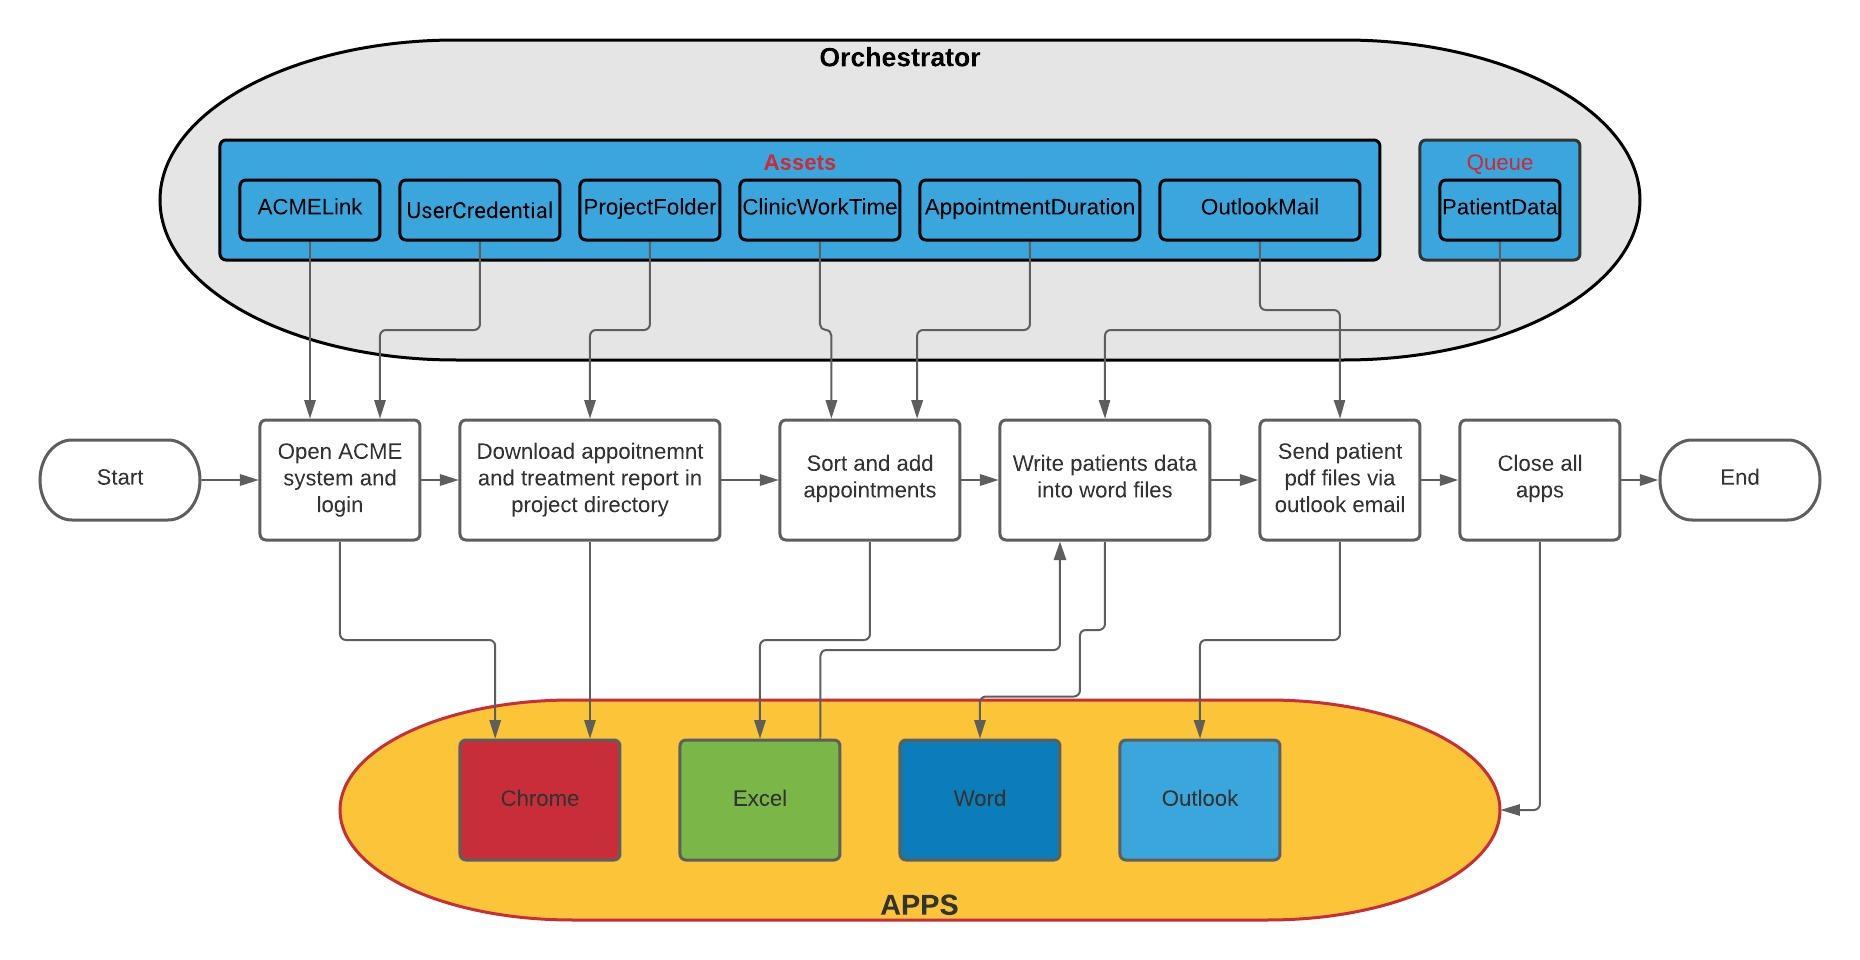 Orchestrator
Assets
Queue
ACMELink
UserCredential
ProjectFolder
ClinicWorkTime
AppointmentDuration
OutlookMail
PatientData
Start
Open ACME
system and
login
Download appoitnemnt
and treatment report in
project directory
Sort and add
appointments
Write patients data
into word files
Send patient
pdf files via
outlook email
Close all
apps
End
Chrome
Excel
Word
Outlook
APPS